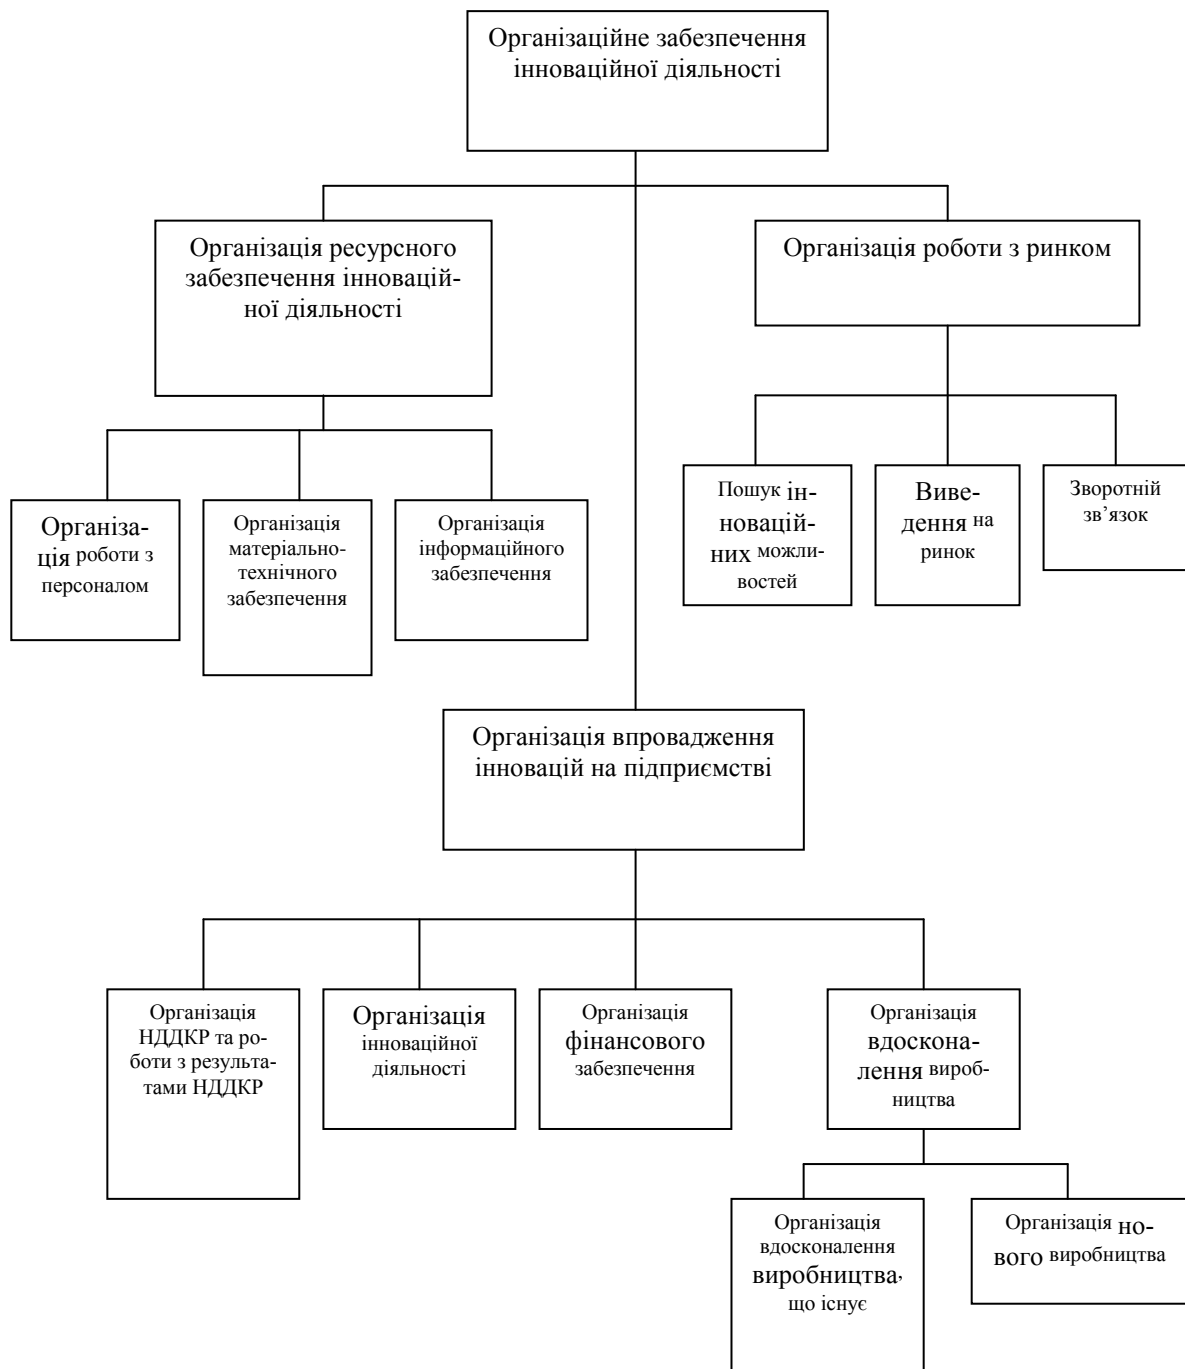 Організаційне забезпечення
інноваційної діяльності
Організація ресурсного
забезпечення інновацій-
ної діяльності
Організація роботи з ринком
Організа-
ція роботи з
персоналом
Організація
матеріально-
технічного
забезпечення
Організація
інформаційного
забезпечення
Пошук ін-
новацій-
них можли-
востей
Виве-
дення на
ринок
Зворотній
зв’язок
Організація впровадження
інновацій на підприємстві
Організація
НДДКР та ро-
боти з результа-
тами НДДКР
Організація
інноваційної
діяльності
Організація
фінансового
забезпечення
Організація
вдоскона-
лення вироб-
ництва
Організація
вдосконалення
виробництва,
що існує
Організація но-
вого виробництва